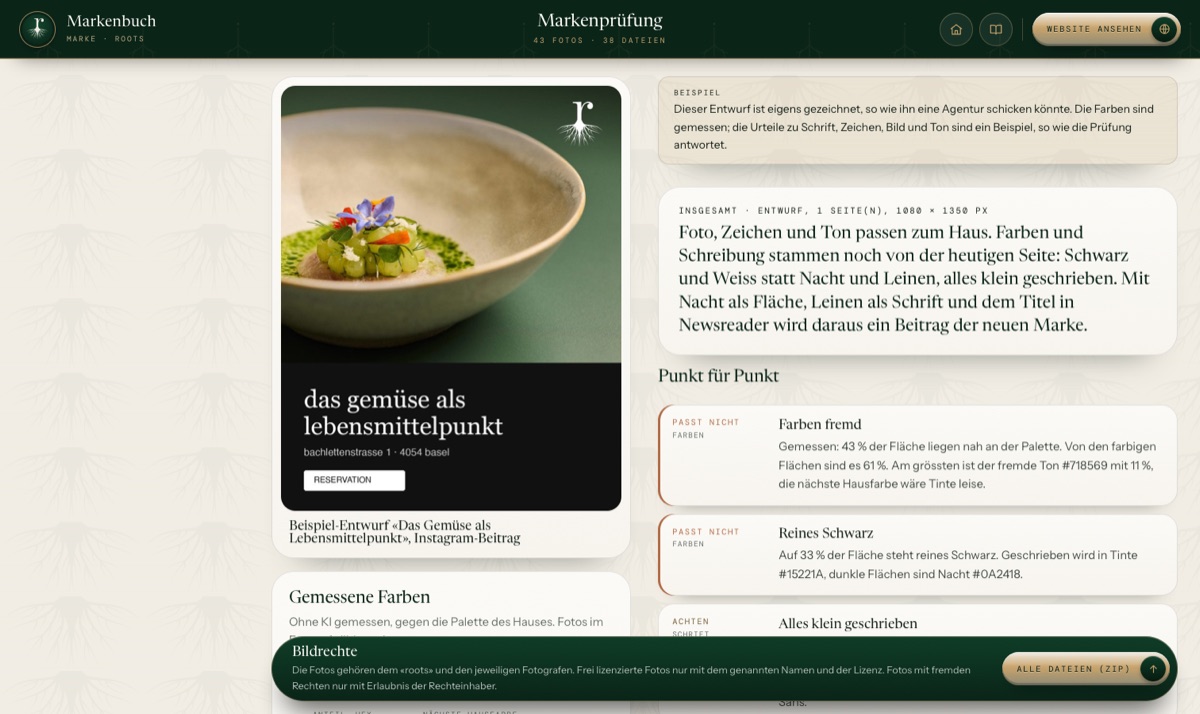 Markenbuch
MARKE · ROOTS
Markenprüfung
43 FOTOS · 38 DATEIEN
WEBSITE ANSEHEN
r
das gemüse als
lebensmittelpunkt
bachlettenstrasse 1 · 4054 basel
RESERVATION
Beispiel-Entwurf «Das Gemüse als
Lebensmittelpunkt», Instagram-Beitrag
Gemessene Farben
Ohne KI gemessen, gegen die Palette des Hauses. Fotos im
BEISPIEL
Dieser Entwurf ist eigens gezeichnet, so wie ihn eine Agentur schicken könnte. Die Farben sind
gemessen; die Urteile zu Schrift, Zeichen, Bild und Ton sind ein Beispiel, so wie die Prüfung
antwortet.
INSGESAMT · ENTWURF, 1 SEITE(N), 1080 × 1350 PX
Foto, Zeichen und Ton passen zum Haus. Farben und
Schreibung stammen noch von der heutigen Seite: Schwarz
und Weiss statt Nacht und Leinen, alles klein geschrieben. Mit
Nacht als Fläche, Leinen als Schrift und dem Titel in
Newsreader wird daraus ein Beitrag der neuen Marke.
Punkt für Punkt
PASST NICHT
FARBEN
Farben fremd
Gemessen: 43 % der Fläche liegen nah an der Palette. Von den farbigen
Flächen sind es 61 %. Am grössten ist der fremde Ton #718569 mit 11 %,
die nächste Hausfarbe wäre Tinte leise.
PASST NICHT
FARBEN
Reines Schwarz
Auf 33 % der Fläche steht reines Schwarz. Geschrieben wird in Tinte
#15221A, dunkle Flächen sind Nacht #0A2418.
ACHTEN
SCHRIFT
Alles klein geschrieben
Bildrechte
Die Fotos gehören dem «roots» und den jeweiligen Fotografen. Frei lizenzierte Fotos nur mit dem genannten Namen und der Lizenz. Fotos mit fremden
Rechten nur mit Erlaubnis der Rechteinhaber.
ALLE DATEIEN (ZIP)
Sans.